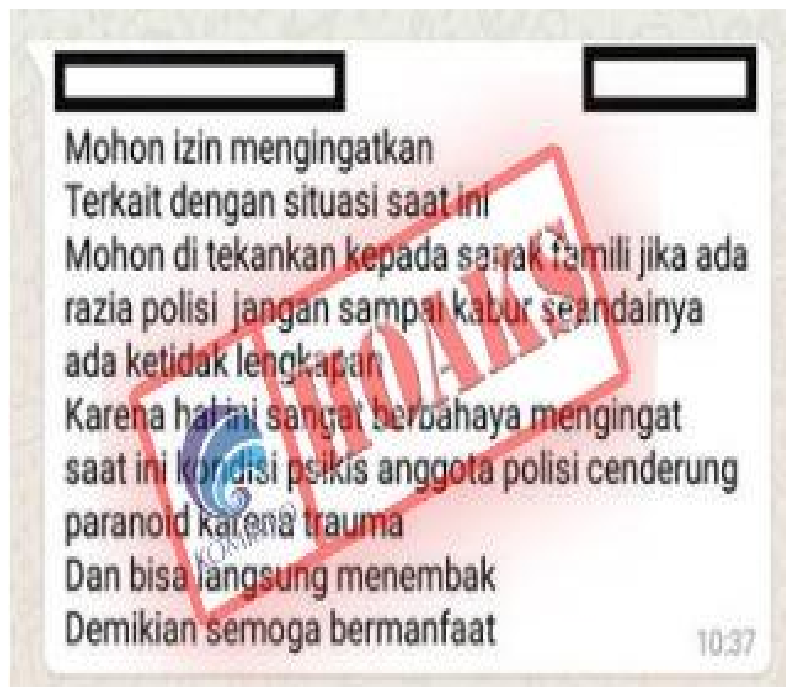 Mohon izin mengingatkan
Terkait dengan situasi saat ini
Mohon di tekankan kepada sanak famili jika ada
razia polisi jangan sampai kabur seandainya
ada ketidak lengkapan
Karena hal ini sangat berbahaya mengingat
saat ini kondisi psikis anggota polisi cenderung
paranoid karena trauma
Dan bisa langsung menembak
Demikian semoga bermanfaat
10:37
HOAKS
KOMINFO